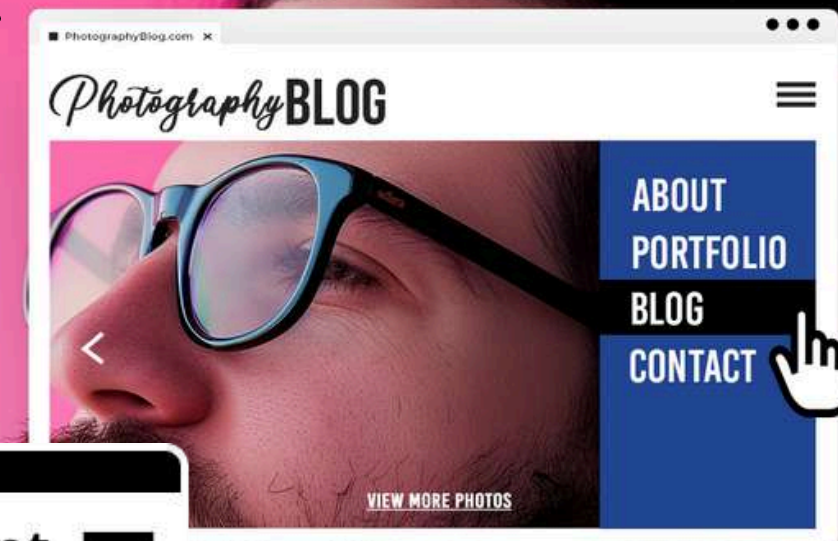 PhotographyBlog.com
PhotographyBLOG
ABOUT
PORTFOLIO
BLOG
CONTACT
VIEW MORE PHOTOS